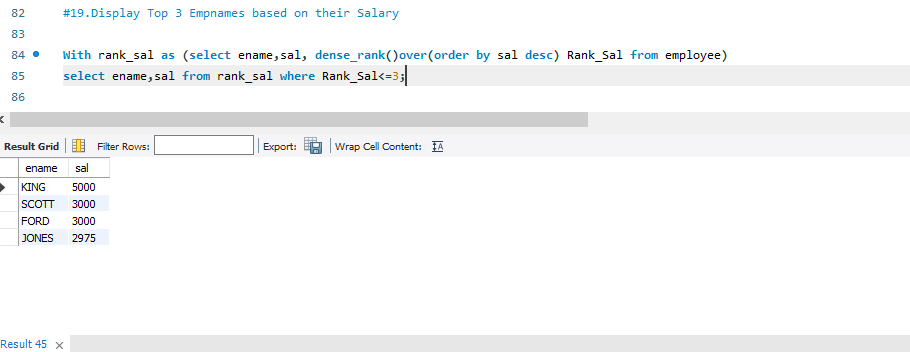 82 #19.Display Top 3 Empnames based on their Salary
83
84 With rank_sal as (select ename,sal, dense_rank()over(order by sal desc) Rank_Sal from employee)
85 select ename,sal from rank_sal where Rank_Sal<=3;
86
Result Grid Filter Rows: Export: Wrap Cell Content: IA
ename sal
KING 5000
SCOTT 3000
FORD 3000
JONES 2975
Result 45 ×